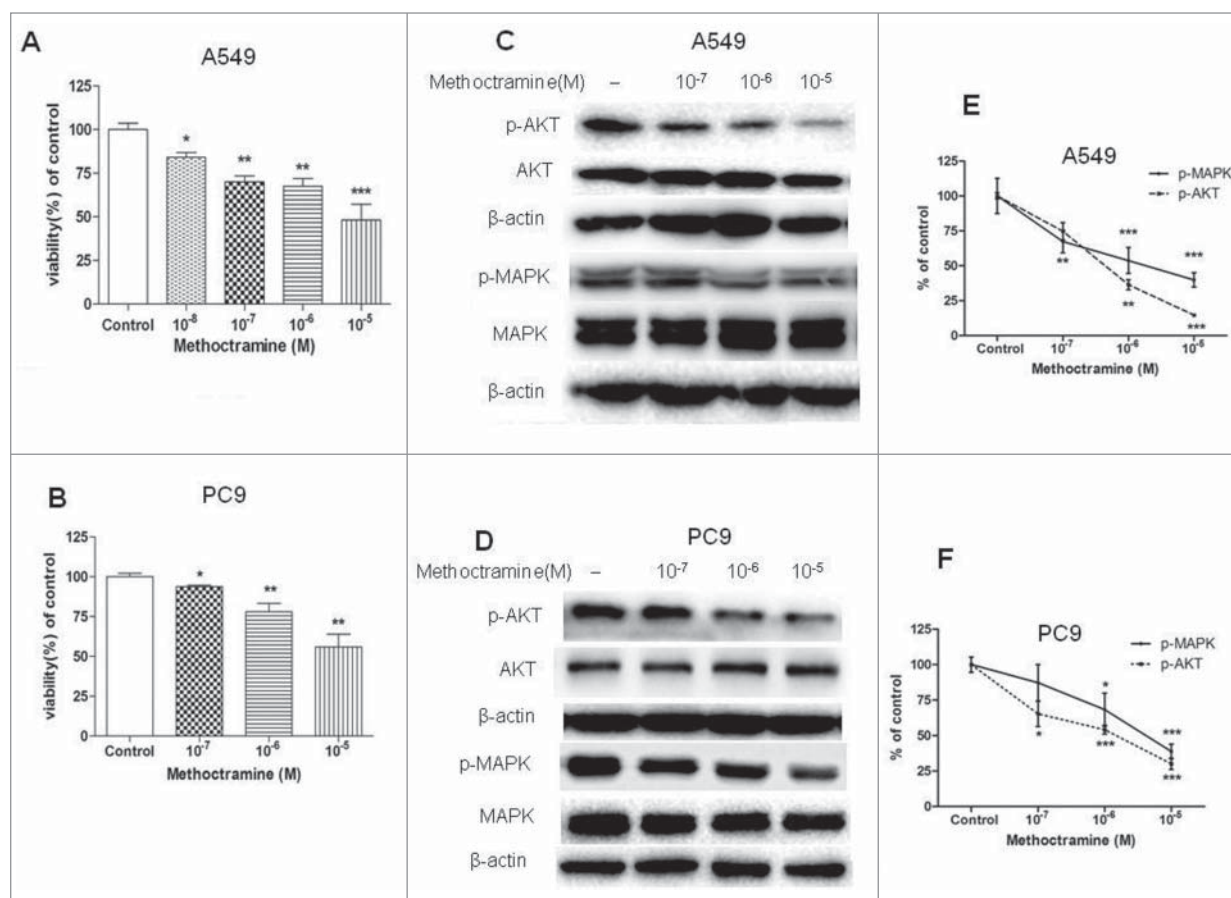 A
A549
viability(%) of control
125
100
75
50
25
0
*
**
**
***
Control 10-8 10-7 10-6 10-5
Methoctramine (M)
C
A549
Methoctramine(M) – 10-7 10-6 10-5
p-AKT
AKT
β-actin
p-MAPK
MAPK
β-actin
E
A549
p-MAPK
p-AKT
% of control
125
100
75
50
25
0
**
***
**
***
***
Control 10-7 10-6 10-5
Methoctramine (M)
B
PC9
viability(%) of control
125
100
75
50
25
0
*
**
**
Control 10-7 10-6 10-5
Methoctramine (M)
D
PC9
Methoctramine(M) – 10-7 10-6 10-5
p-AKT
AKT
β-actin
p-MAPK
MAPK
β-actin
F
PC9
p-MAPK
p-AKT
% of control
125
100
75
50
25
0
*
*
***
***
***
Control 10-7 10-6 10-5
Methoctramine (M)